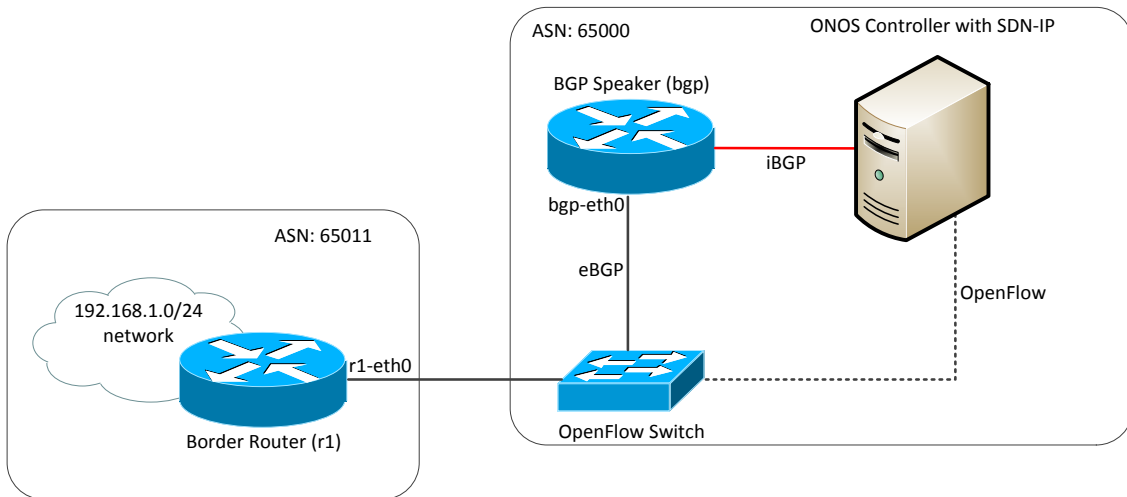 ASN: 65000
ONOS Controller with SDN-IP
BGP Speaker (bgp)
iBGP
bgp-eth0
ASN: 65011
eBGP
OpenFlow
192.168.1.0/24
network
r1-eth0
Border Router (r1)
OpenFlow Switch